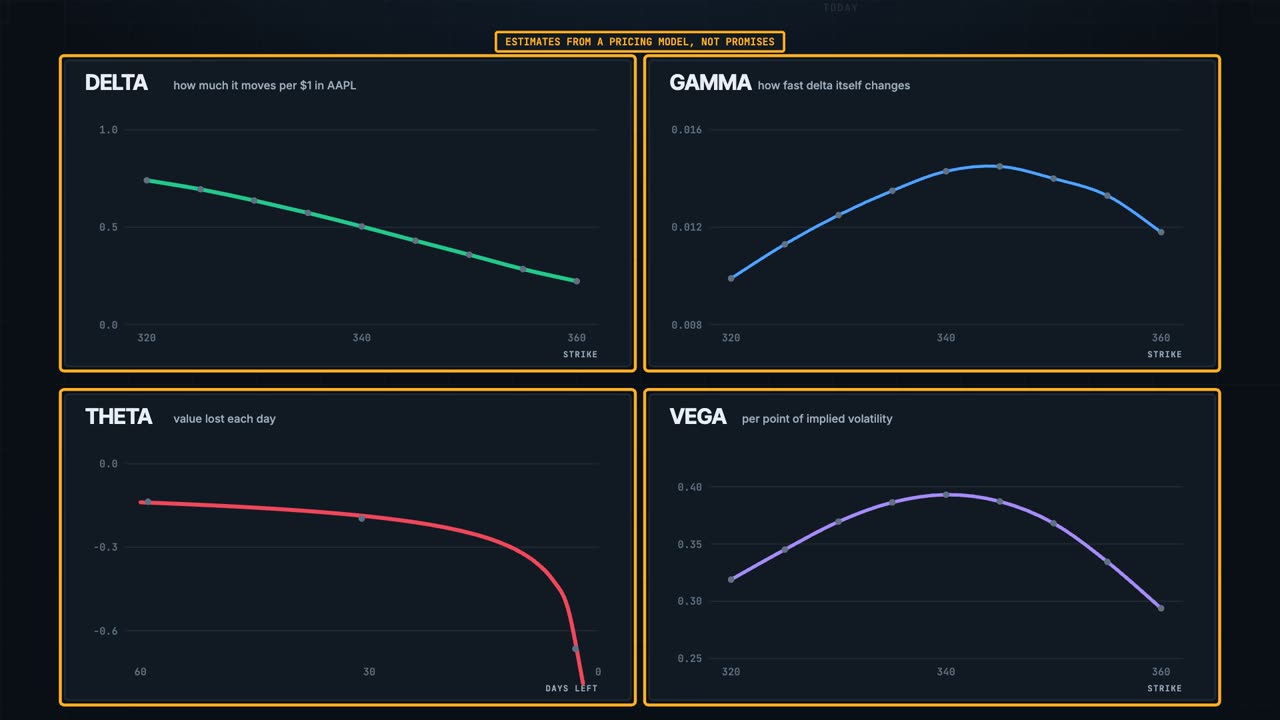 TODAY
ESTIMATES FROM A PRICING MODEL, NOT PROMISES
DELTA how much it moves per $1 in AAPL
1.0
0.5
0.0
320 340 360
STRIKE
GAMMA how fast delta itself changes
0.016
0.012
0.008
320 340 360
STRIKE
THETA value lost each day
0.0
-0.3
-0.6
60 30 0
DAYS LEFT
VEGA per point of implied volatility
0.40
0.35
0.30
0.25
320 340 360
STRIKE